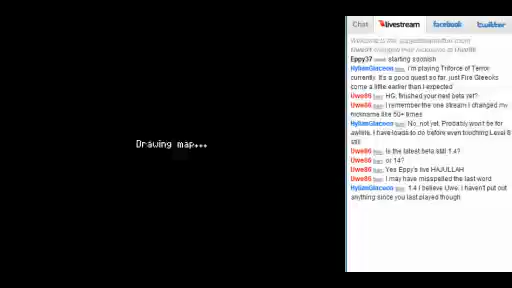 Chat livestream facebook twitter
Eppy37 starting soonish
HylianGlaceon I'm playing Triforce of Terror
currently. It's a good quest so far, just Fire Gleeoks
came a little earlier than I expected
Uwe86 HG, finished your next beta yet?
Uwe86 I remember the one stream I changed my
nickname like 50+ times
HylianGlaceon No, not yet. Probably won't be for
awhile, I have loads to do before even touching Level 8
still
Drawing map...
Uwe86 Is the latest beta still 1.4?
Uwe86 or 14?
Uwe86 Yes Eppy's live HAJULLAH
Uwe86 I may have misspelled the last word
HylianGlaceon 1.4 I believe Uwe. I haven't put out
anything since you last played though